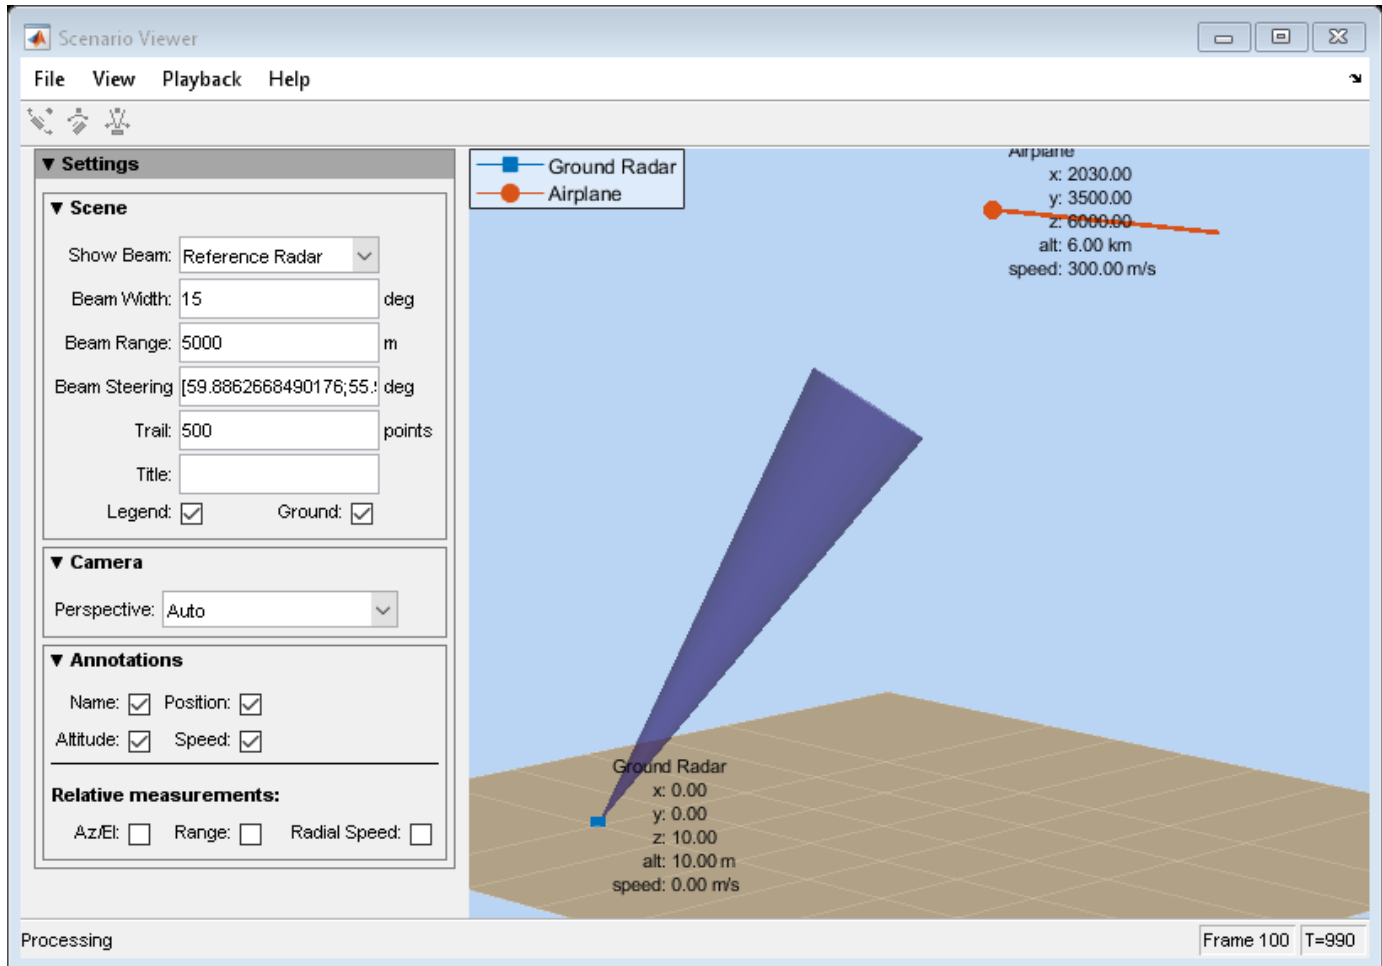 Scenario Viewer
File View Playback Help
▼ Settings
▼ Scene
Show Beam: Reference Radar
Beam Width: 15 deg
Beam Range: 5000 m
Beam Steering [59.8862668490176;55.9 deg
Trail: 500 points
Title:
Legend: Ground:
▼ Camera
Perspective: Auto
▼ Annotations
Name: Position:
Altitude: Speed:
Relative measurements:
Az/El: Range: Radial Speed:
Ground Radar
Airplane
Airplane
x: 2030.00
y: 3500.00
z: 6000.00
alt: 6.00 km
speed: 300.00 m/s
Ground Radar
x: 0.00
y: 0.00
z: 10.00
alt: 10.00 m
speed: 0.00 m/s
Processing
Frame 100 T=990